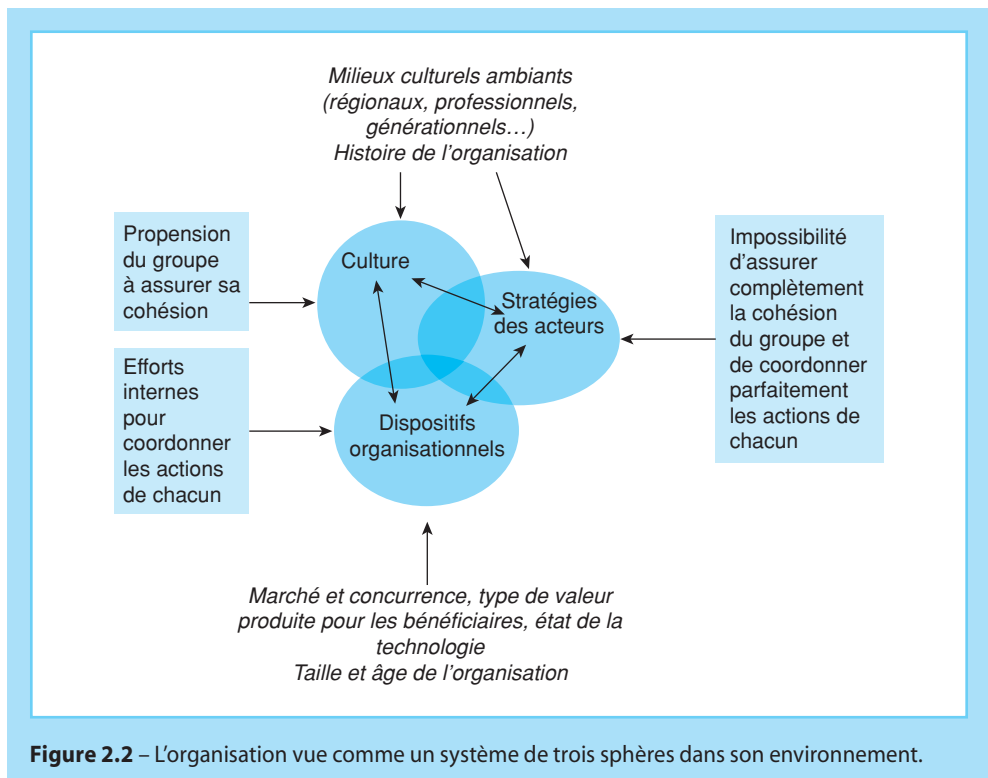 Milieux culturels ambiants
(régionaux, professionnels,
générationnels…)
Histoire de l’organisation
Propension
du groupe
à assurer sa
cohésion
Culture
Stratégies
des acteurs
Impossibilité
d’assurer
complètement
la cohésion
du groupe et
de coordonner
parfaitement
les actions de
chacun
Efforts
internes
pour
coordonner
les actions
de chacun
Dispositifs
organisationnels
Marché et concurrence, type de valeur
produite pour les bénéficiaires, état de la
technologie
Taille et âge de l’organisation
Figure 2.2 – L’organisation vue comme un système de trois sphères dans son environnement.